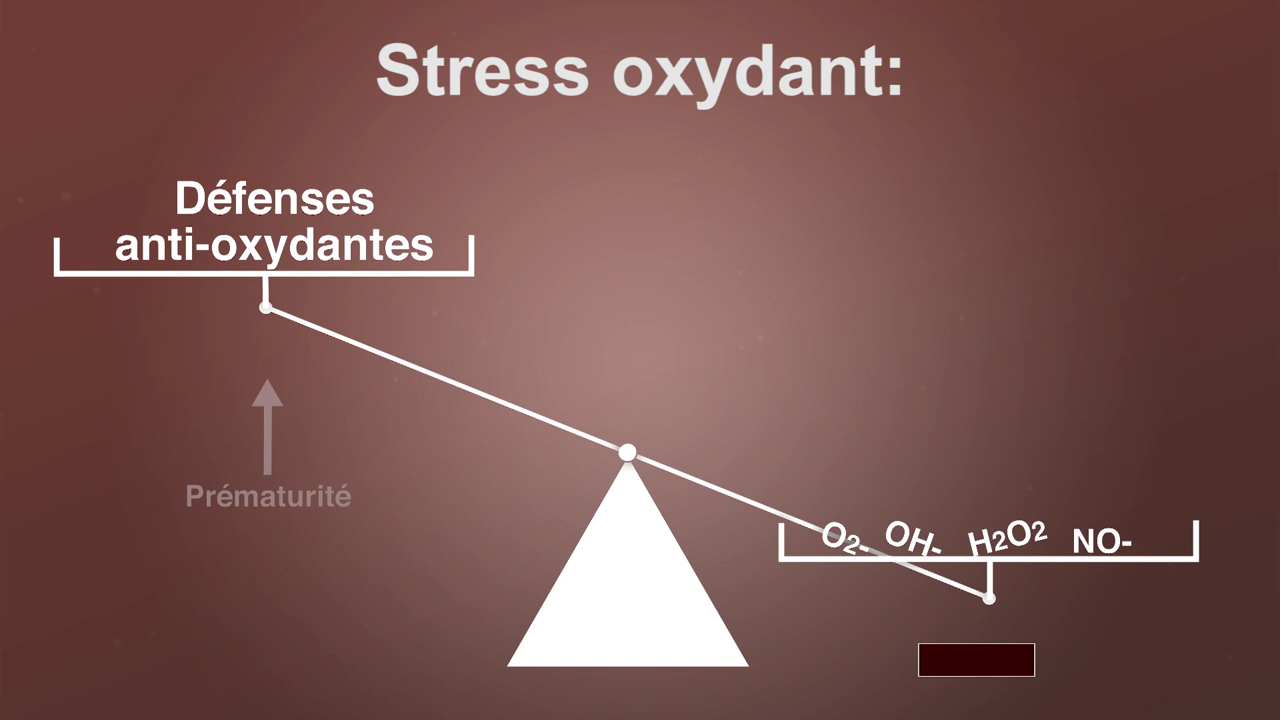 Stress oxydant:
Défenses
anti-oxydantes
Prématurité
O2- OH- H2O2 NO-